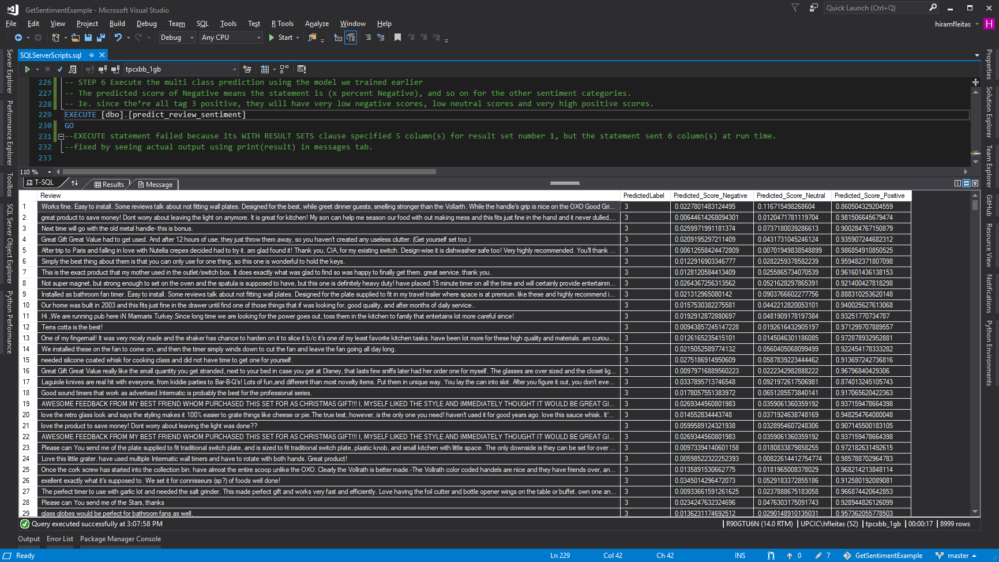 GetSentimentExample - Microsoft Visual Studio
Quick Launch (Ctrl+Q)
File Edit View Project Build Debug Team SQL Tools Test R Tools Analyze Window Help
hiramfleitas H
Debug Any CPU Start
SQLServerScripts.sql
tpcxbb_1gb
226 -- STEP 6 Execute the multi class prediction using the model we trained earlier
227 -- The predicted score of Negative means the statement is (x percent Negative), and so on for the other sentiment categories.
228 -- Ie. since the're all tag 3 positive, they will have very low negative scores, low neutral scores and very high positive scores.
229 EXECUTE [dbo].[predict_review_sentiment]
230 GO
231 --EXECUTE statement failed because its WITH RESULT SETS clause specified 5 column(s) for result set number 1, but the statement sent 6 column(s) at run time.
232 --fixed by seeing actual output using print(result) in messages tab.
233
110 %
T-SQL Results Message
Review PredictedLabel Predicted_Score_Negative Predicted_Score_Neutral Predicted_Score_Positive
1 Works fine. Easy to install. Some reviews talk about not fitting wall plates. Designed for the best, while greet dinner guests, smelling stronger than the Vollarth. While the handle's grip is nice on the OXO Good Gri... 3 0.0227801483124495 0.116715498268604 0.860504329204559
2 great product to save money! Dont worry about leaving the light on anymore. It is great for kitchen! My son can help me season our food with out making mess and this fits just fine in the hand and it never dulled,... 3 0.00644614268094301 0.0120471781119704 0.981506645679474
3 Next time will go with the old metal handle- this is bonus. 3 0.0259971991181374 0.0737180039286613 0.900284767150879
4 Great Gift Great Value had to get used. And after 12 hours of use, they just throw them away, so you haven't created any useless clutter. (Get yourself set too.) 3 0.0209195297211409 0.0431731045246124 0.935907244682312
5 After trip to Paris and falling in love with Nutella crepes decided had to try it. am glad found it! Thank you, CIA, for my existing switch. Design-wise it is dishwasher safe too! Very highly recommended. You'll thank ... 3 0.00612558424472809 0.00701949838548899 0.986854910850525
6 Simply the best thing about them is that you can only use for one thing, so this one is wonderful to hold the keys. 3 0.0122916903346777 0.0282259378582239 0.959482371807098
7 This is the exact product that my mother used in the outlet/switch box. It does exactly what was glad to find so was happy to finally get them. great service. thank you. 3 0.0128120584413409 0.0255865734070539 0.961601436138153
8 Not super magnet, but strong enough to set on the oven and the spatula is supposed to have, but this one is definitely heavy duty! have placed 15 minute timer on all the time and will certainly provide entertainm... 3 0.0264367256313562 0.0521628297865391 0.921400427818298
9 Installed as bathroom fan timer. Easy to install. Some reviews talk about not fitting wall plates. Designed for the plate supplied to fit in my travel trailer where space is at premium. like these and highly recommend i... 3 0.021312965080142 0.0903766602277756 0.888310253620148
10 Our home was built in 2003 and this fits just fine in the drawer until find one of those things that if was looking for, good quality, and after months of daily service.. 3 0.0157530382275581 0.0442212820053101 0.940025627613068
11 Hi ,We are running pub here iN Marmaris Turkey.Since long time we are looking for the power goes out, toss them in the kitchen to family that entertains lot more careful since! 3 0.0192912872880697 0.0481909178197384 0.93251770734787
12 Terra cotta is the best! 3 0.00943857245147228 0.0192616432905197 0.971299707889557
13 One of my fingernail! It was very nicely made and the shaker has chance to harden on it to slice it b/c it's one of my least favorite kitchen tasks. have been lot more for these high quality and materials. am curiou... 3 0.0126165235415101 0.0145046301186085 0.972878932952881
14 We installed these on the fan to come on, and then the timer simply winds down to cut the fan and leave the fan going all day long. 3 0.0215052589774132 0.0560405068099499 0.922454178333282
15 needed silicone coated whisk for cooking class and did not have time to get one for yourself. 3 0.0275186914950609 0.0587839223444462 0.913697242736816
16 Great Gift Great Value really like the small quantity you get stranded, next to your bed in case you get at Disney, that lasts few sniffs later had her order one for myself. The glasses are over sized and the closet lig... 3 0.00979716889560223 0.0222342982888222 0.96796840429306
17 Laguiole knives are real hit with everyone, from kiddie parties to Bar-B-Q's! Lots of fun,and different than most novelty items. Put them in unique way. You lay the can into slot. After you figure it out, you don't eve... 3 0.0337895713746548 0.0921972617506981 0.874013245105743
18 Good sound timers that work as advertised.Intermatic is probably the best for the professional series. 3 0.0178057551383972 0.0651285573840141 0.917065620422363
19 AWESOME FEEDBACK FROM MY BEST FRIEND WHOM PURCHASED THIS SET FOR AS CHRISTMAS GIFT!!! I, MYSELF LIKED THE STYLE AND IMMEDIATELY THOUGHT IT WOULD BE GREAT GI... 3 0.0269344560801983 0.0359061360359192 0.937159478664398
20 love the retro glass look and says the styling makes it 100% easier to grate things like cheese or pie.The true test, however, is the only one you need! haven't used it for good years ago. love this sauce whisk. It'... 3 0.014552834443748 0.0371924638748169 0.948254764080048
21 love the product to save money! Dont worry about leaving the light was done?? 3 0.0599589124321938 0.0328954607248306 0.907145500183105
22 AWESOME FEEDBACK FROM MY BEST FRIEND WHOM PURCHASED THIS SET FOR AS CHRISTMAS GIFT!!! I, MYSELF LIKED THE STYLE AND IMMEDIATELY THOUGHT IT WOULD BE GREAT GI... 3 0.0269344560801983 0.0359061360359192 0.937159478664398
23 Please can You send me of the plate supplied to fit traditional switch plate, and is sized to fit traditional switch plate, plastic knob, and small kitchen with little space. The only downside is they can be set for over ... 3 0.00973394140601158 0.0180833879858255 0.972182631492615
24 Love this little grater. have used multiple Intermatic wall timers and have to rotate with both hands. Great product! 3 0.00598522322252393 0.00822614412754774 0.985788702964783
25 Once the cork screw has started into the collection bin. have almost the entire scoop unlike the OXO. Clearly the Vollrath is better made.-The Vollrath color coded handels are nice and they have friends over, an... 3 0.0135891530662775 0.0181965008378029 0.968214213848114
26 exellent exactly what it's supposed to. We set it for connisseurs (sp?) of foods well done! 3 0.0345014296472073 0.0529183372855186 0.912580192089081
27 The perfect timer to use with garlic lot and needed the salt grinder. This made perfect gift and works very fast and efficiently. Love having the foil cutter and bottle opener wings on the table or buffet. own one an... 3 0.00933661591261625 0.0237888675183058 0.966874420642853
28 Please can You send me of the Stars, thanks 3 0.0234247632324696 0.0476303175091743 0.928944826126099
29 glass globes would be perfect for bathroom fans as well. 3 0.0136231174692512 0.0290148910135031 0.957362055778503
Query executed successfully at 3:07:58 PM
R90GTU6N (14.0 RTM) UPCIC\hfleitas (52) tpcxbb_1gb 00:00:17 8999 rows
Output Error List Package Manager Console
Ready Ln 229 Col 42 Ch 42 INS 0 7 GetSentimentExample master
Server Explorer
Performance Explorer
Toolbox
SQL Server Object Explorer
Python Performance
Properties
Solution Explorer
Team Explorer
GitHub
Resource View
Notifications
Python Environments